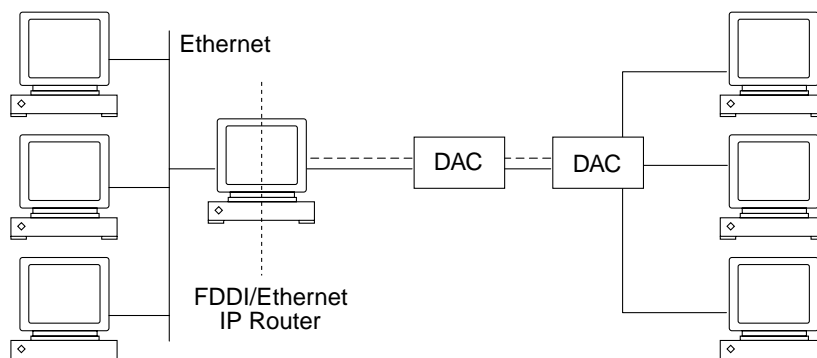 Ethernet
DAC
DAC
FDDI/Ethernet
IP Router